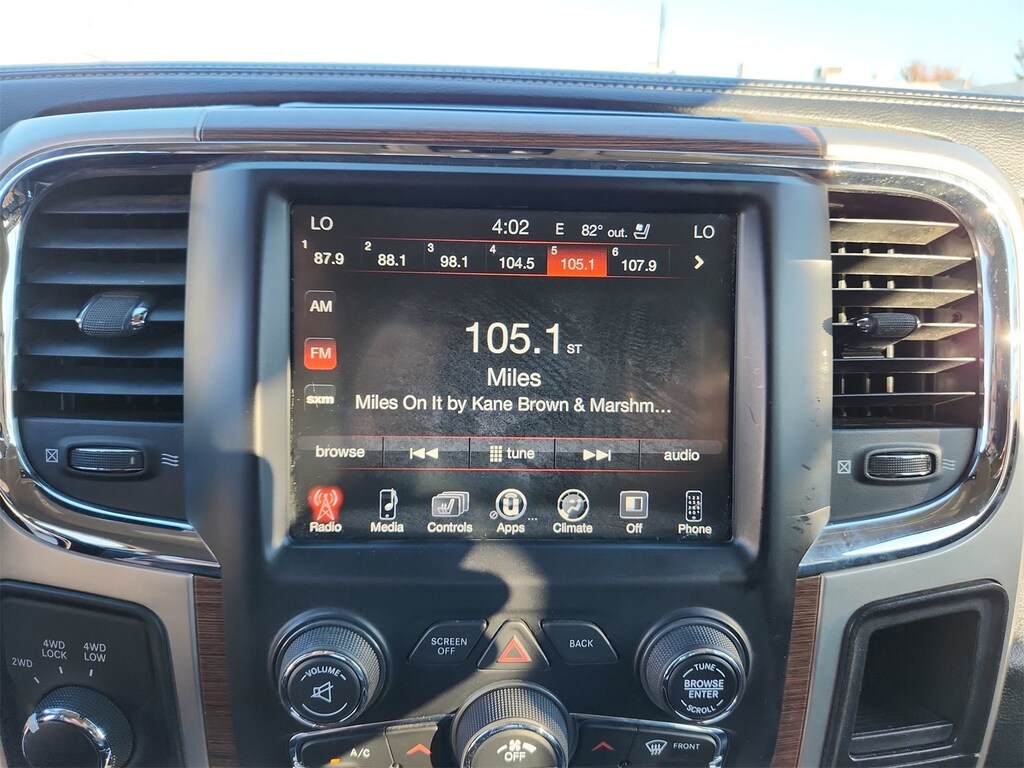 LO 4:02 E 82° out. LO
1 87.9 2 88.1 3 98.1 4 104.5 5 105.1 6 107.9
AM
FM
sxm
105.1 ST
Miles
Miles On It by Kane Brown & Marshm...
browse tune audio
Radio Media Controls Apps... Climate Off Phone
2WD 4WD LOCK 4WD LOW
VOLUME
SCREEN OFF
BACK
TUNE
BROWSE
ENTER
SCROLL
A/C
OFF
FRONT